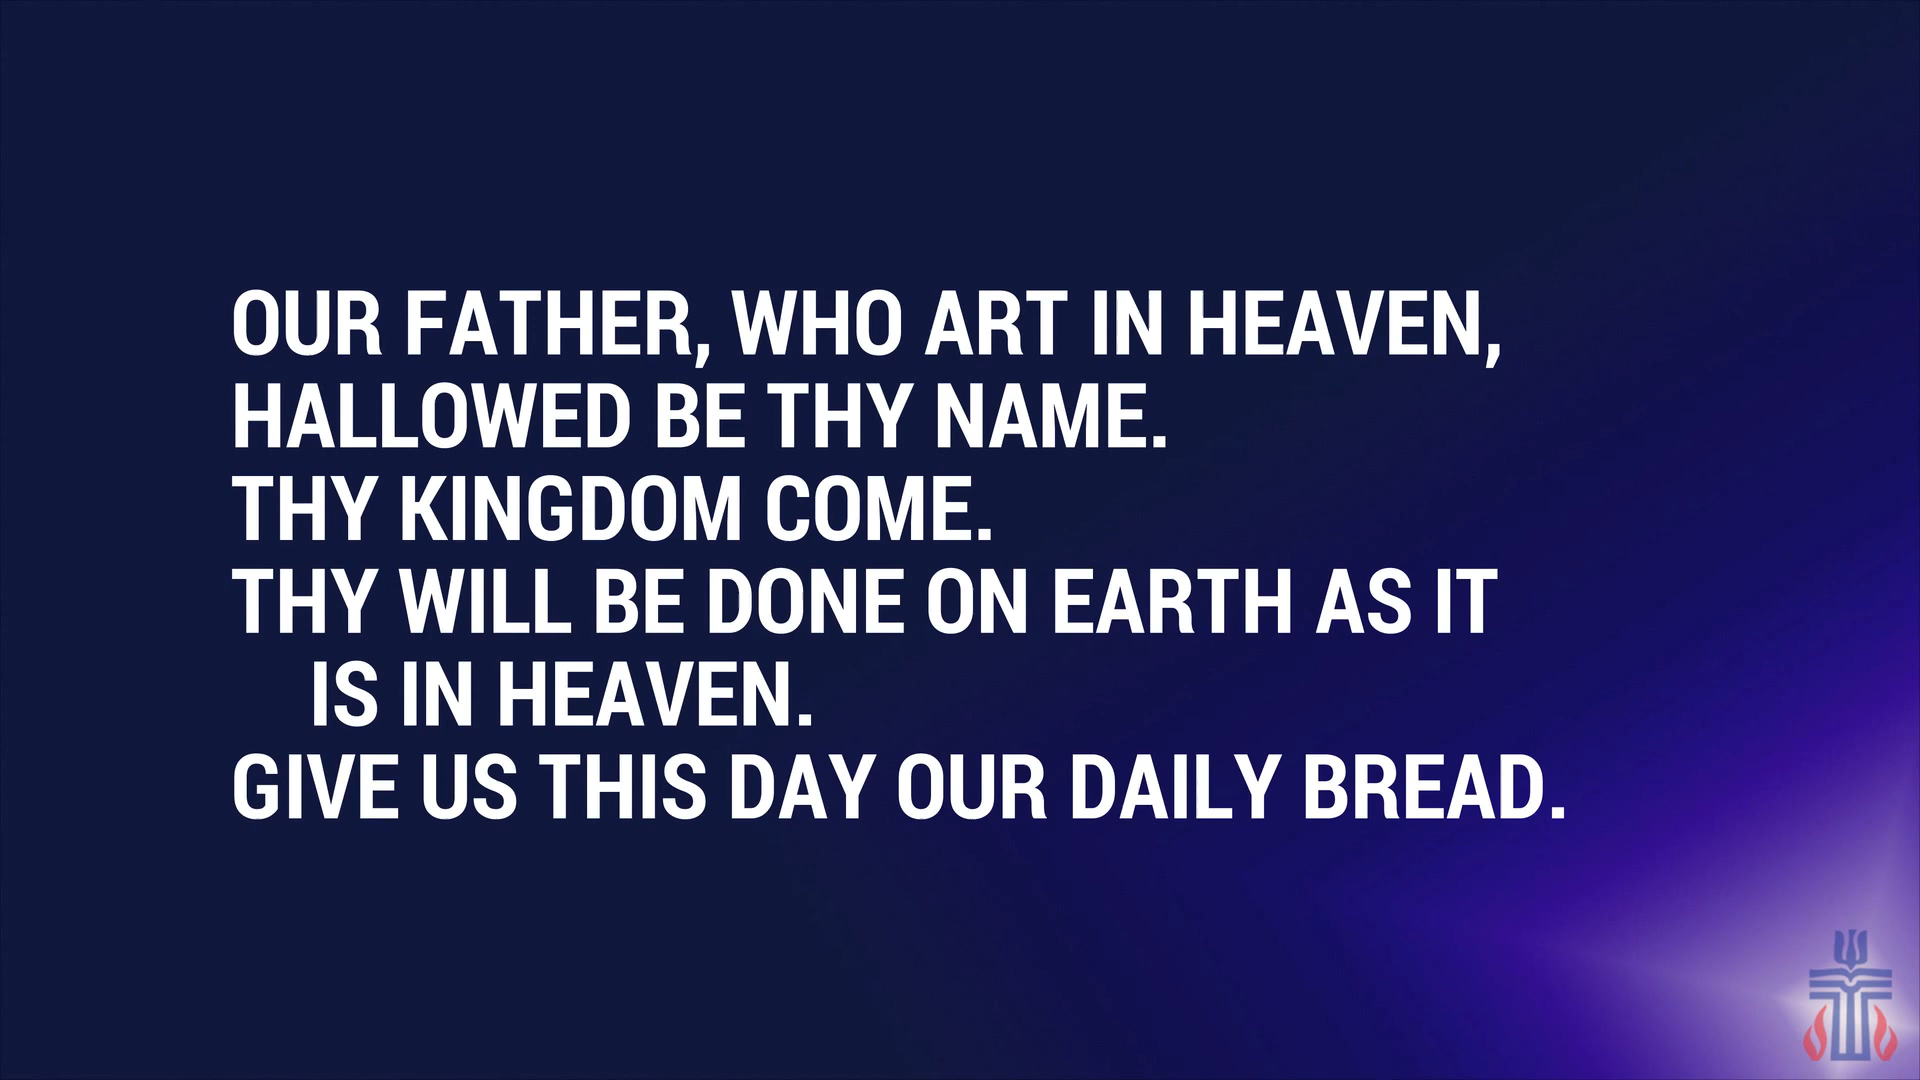 OUR FATHER, WHO ART IN HEAVEN,
HALLOWED BE THY NAME.
THY KINGDOM COME.
THY WILL BE DONE ON EARTH AS IT
IS IN HEAVEN.
GIVE US THIS DAY OUR DAILY BREAD.